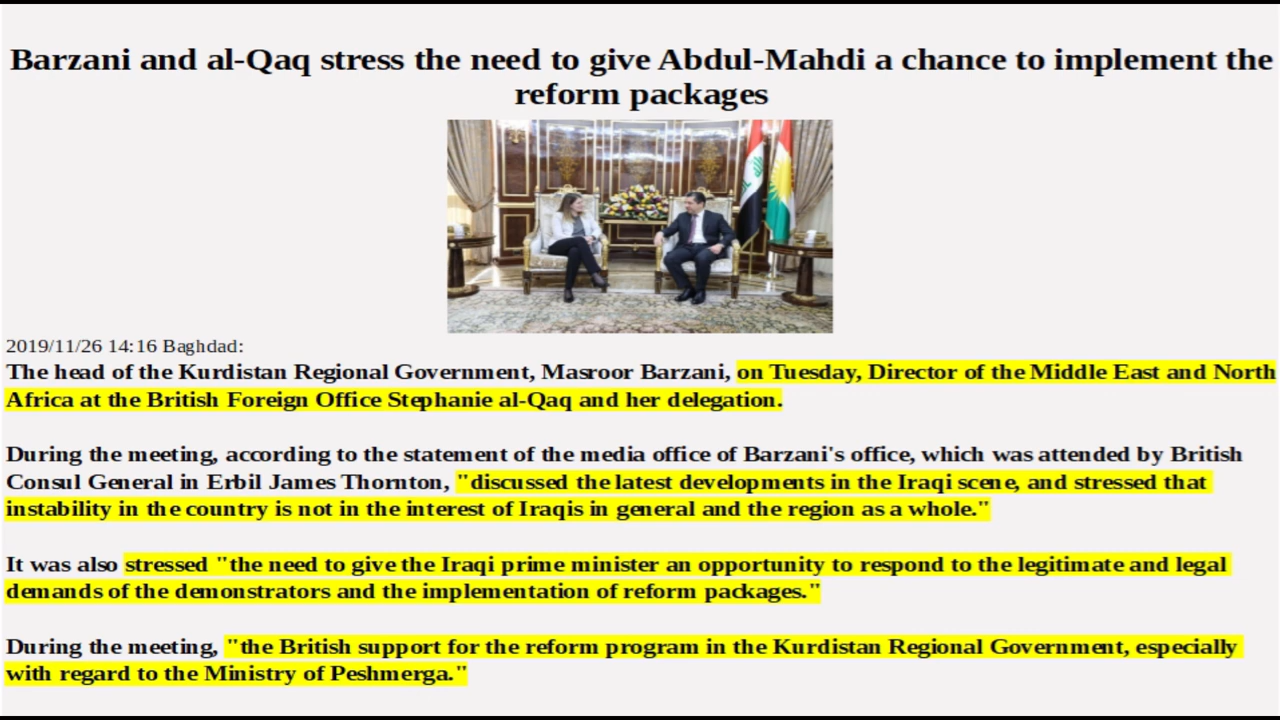 Barzani and al-Qaq stress the need to give Abdul-Mahdi a chance to implement the
reform packages
2019/11/26 14:16 Baghdad:
The head of the Kurdistan Regional Government, Masroor Barzani, on Tuesday, Director of the Middle East and North
Africa at the British Foreign Office Stephanie al-Qaq and her delegation.
During the meeting, according to the statement of the media office of Barzani's office, which was attended by British
Consul General in Erbil James Thornton, "discussed the latest developments in the Iraqi scene, and stressed that
instability in the country is not in the interest of Iraqis in general and the region as a whole."
It was also stressed "the need to give the Iraqi prime minister an opportunity to respond to the legitimate and legal
demands of the demonstrators and the implementation of reform packages."
During the meeting, "the British support for the reform program in the Kurdistan Regional Government, especially
with regard to the Ministry of Peshmerga."